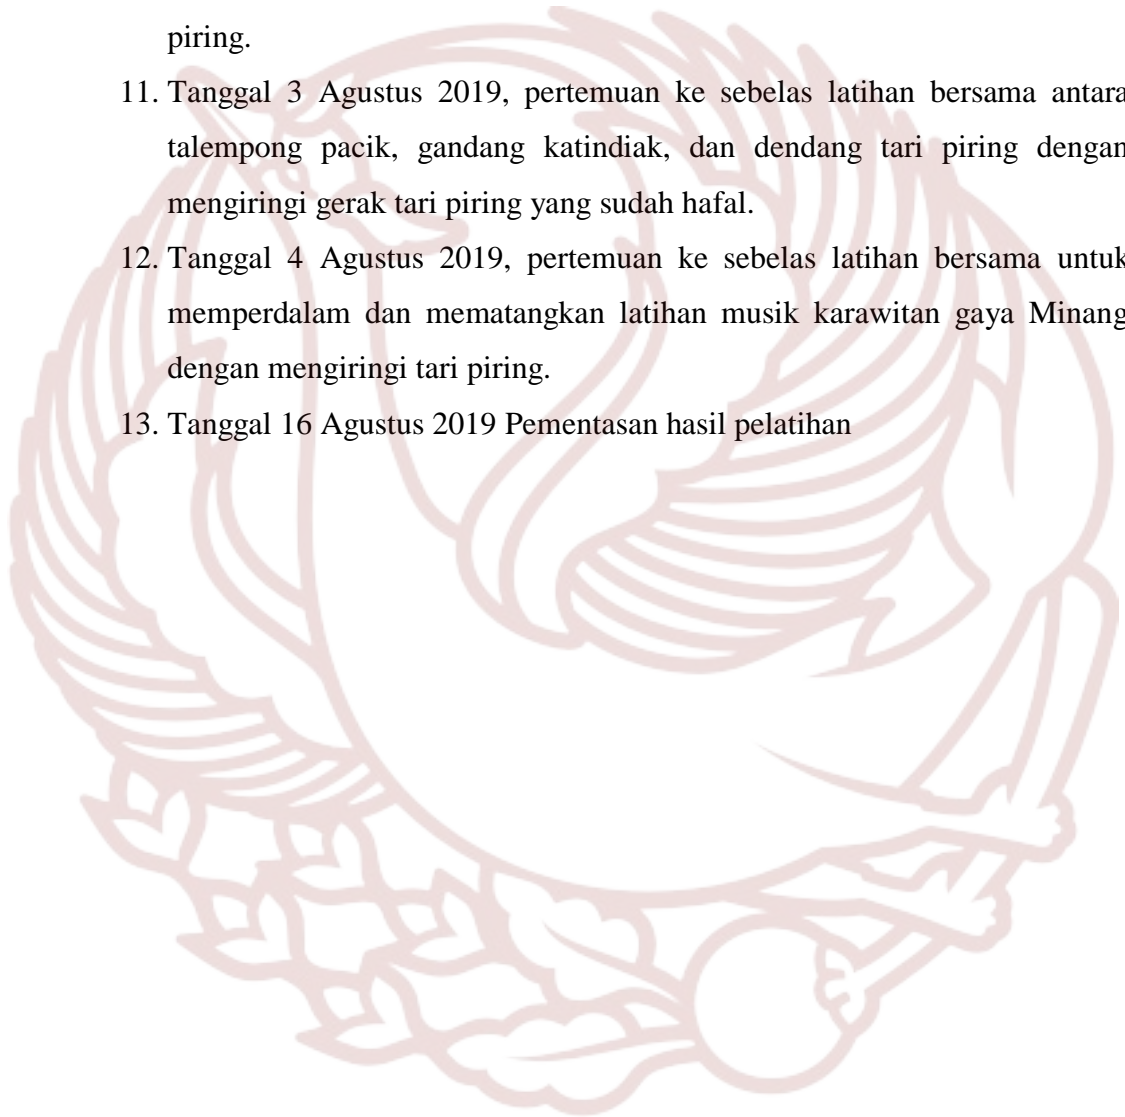 piring.
11. Tanggal 3 Agustus 2019, pertemuan ke sebelas latihan bersama antara
talempong pacik, gandang katindiak, dan dendang tari piring dengan
mengiringi gerak tari piring yang sudah hafal.
12. Tanggal 4 Agustus 2019, pertemuan ke sebelas latihan bersama untuk
memperdalam dan mematangkan latihan musik karawitan gaya Minang
dengan mengiringi tari piring.
13. Tanggal 16 Agustus 2019 Pementasan hasil pelatihan